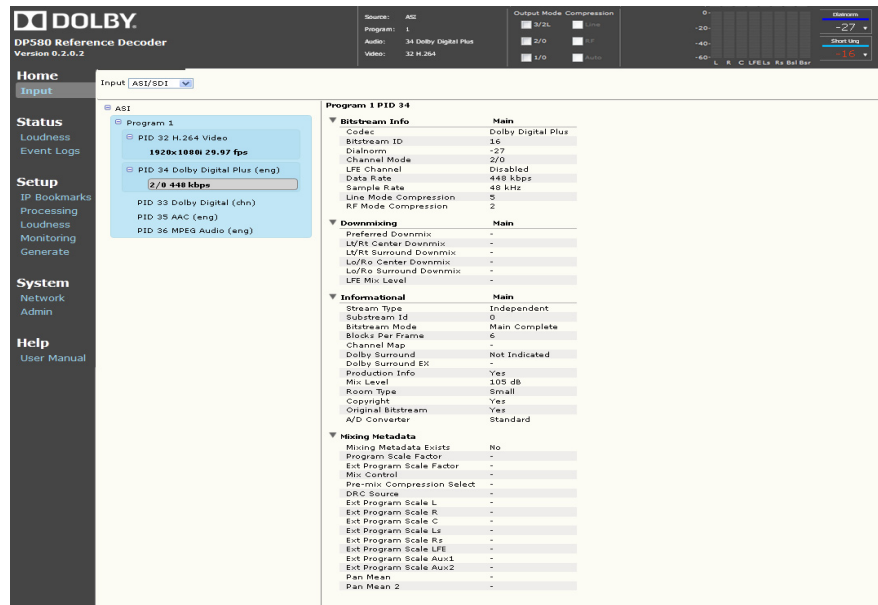 DOLBY.
DP580 Reference Decoder
Version 0.2.0.2
Source: ASI
Program: 1
Audio: 34 Dolby Digital Plus
Video: 32 H.264
Output Mode Compression
3/2L Line
2/0 RF
1/0 Auto
0-
-20-
-40-
-60-
L R C LFE Ls Rs Bsl Bsr
Dialnorm
-27
Short Ung
-16
Home
Input
Status
Loudness
Event Logs
Setup
IP Bookmarks
Processing
Loudness
Monitoring
Generate
System
Network
Admin
Help
User Manual
Input ASI/SDI
ASI
Program 1
PID 32 H.264 Video
1920x1080i 29.97 fps
PID 34 Dolby Digital Plus (eng)
2/0 448 kbps
PID 33 Dolby Digital (chn)
PID 35 AAC (eng)
PID 36 MPEG Audio (eng)
Program 1 PID 34
Bitstream Info Main
Codec Dolby Digital Plus
Bitstream ID 16
Dialnorm -27
Channel Mode 2/0
LFE Channel Disabled
Data Rate 448 kbps
Sample Rate 48 kHz
Line Mode Compression 5
RF Mode Compression 2
Downmixing Main
Preferred Downmix -
Lt/Rt Center Downmix -
Lt/Rt Surround Downmix -
Lo/Ro Center Downmix -
Lo/Ro Surround Downmix -
LFE Mix Level -
Informational Main
Stream Type Independent
Substream Id 0
Bitstream Mode Main Complete
Blocks Per Frame 6
Channel Map -
Dolby Surround Not Indicated
Dolby Surround EX -
Production Info Yes
Mix Level 105 dB
Room Type Small
Copyright Yes
Original Bitstream Yes
A/D Converter Standard
Mixing Metadata
Mixing Metadata Exists No
Program Scale Factor -
Ext Program Scale Factor -
Mix Control -
Pre-mix Compression Select -
DRC Source -
Ext Program Scale L -
Ext Program Scale R -
Ext Program Scale C -
Ext Program Scale Ls -
Ext Program Scale Rs -
Ext Program Scale LFE -
Ext Program Scale Aux1 -
Ext Program Scale Aux2 -
Pan Mean -
Pan Mean 2 -